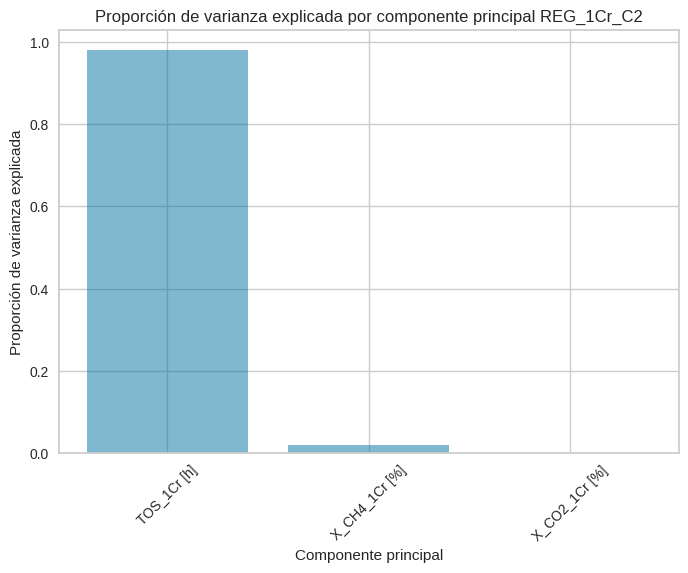 Proporción de varianza explicada por componente principal REG_1Cr_C2
Proporción de varianza explicada
1.0
0.8
0.6
0.4
0.2
0.0
TOS_1Cr [h]
X_CH4_1Cr [%]
X_CO2_1Cr [%]
Componente principal